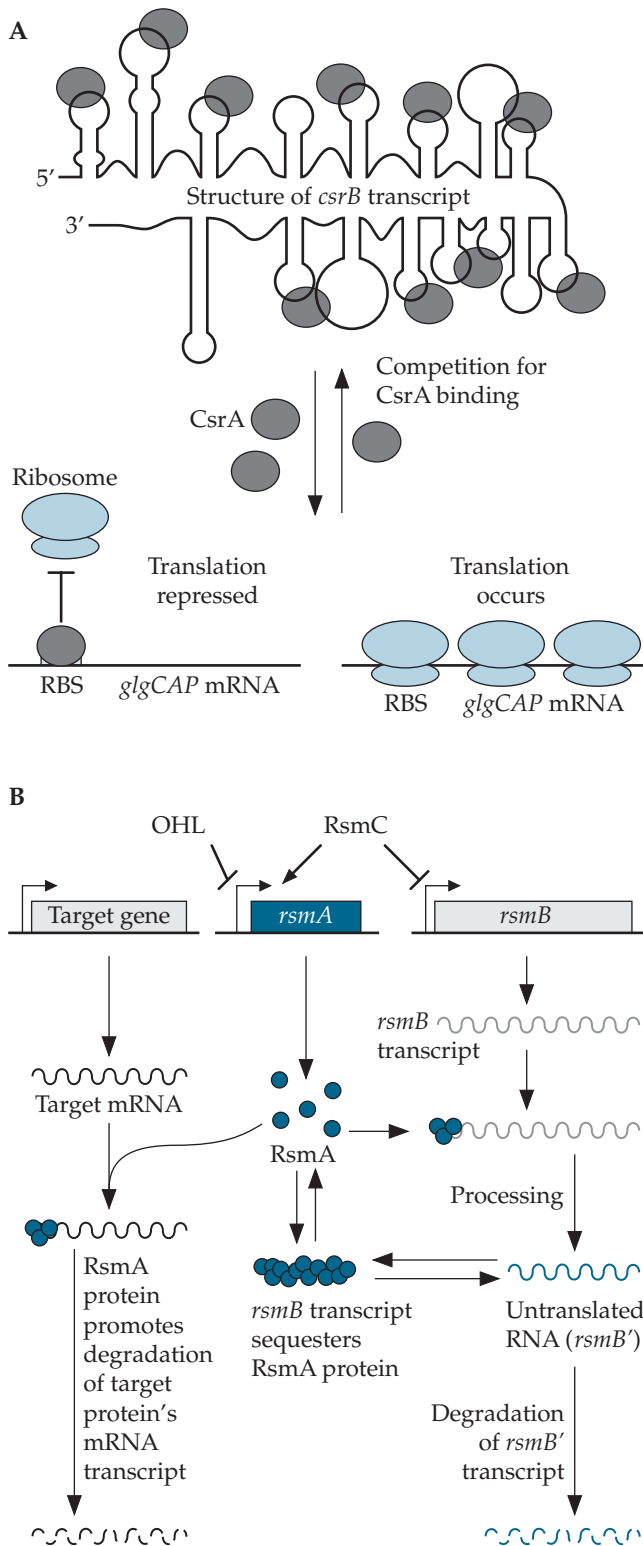 A
5′
Structure of csrB transcript
3′
Competition for
CsrA binding
CsrA
Ribosome
Translation
repressed
Translation
occurs
RBS
glgCAP mRNA
RBS
glgCAP mRNA
B
OHL
RsmC
Target gene
rsmA
rsmB
rsmB
transcript
Target mRNA
RsmA
Processing
RsmA
protein
promotes
degradation
of target
protein’s
mRNA
transcript
rsmB transcript
sequesters
RsmA protein
Untranslated
RNA (rsmB′)
Degradation
of rsmB′
transcript